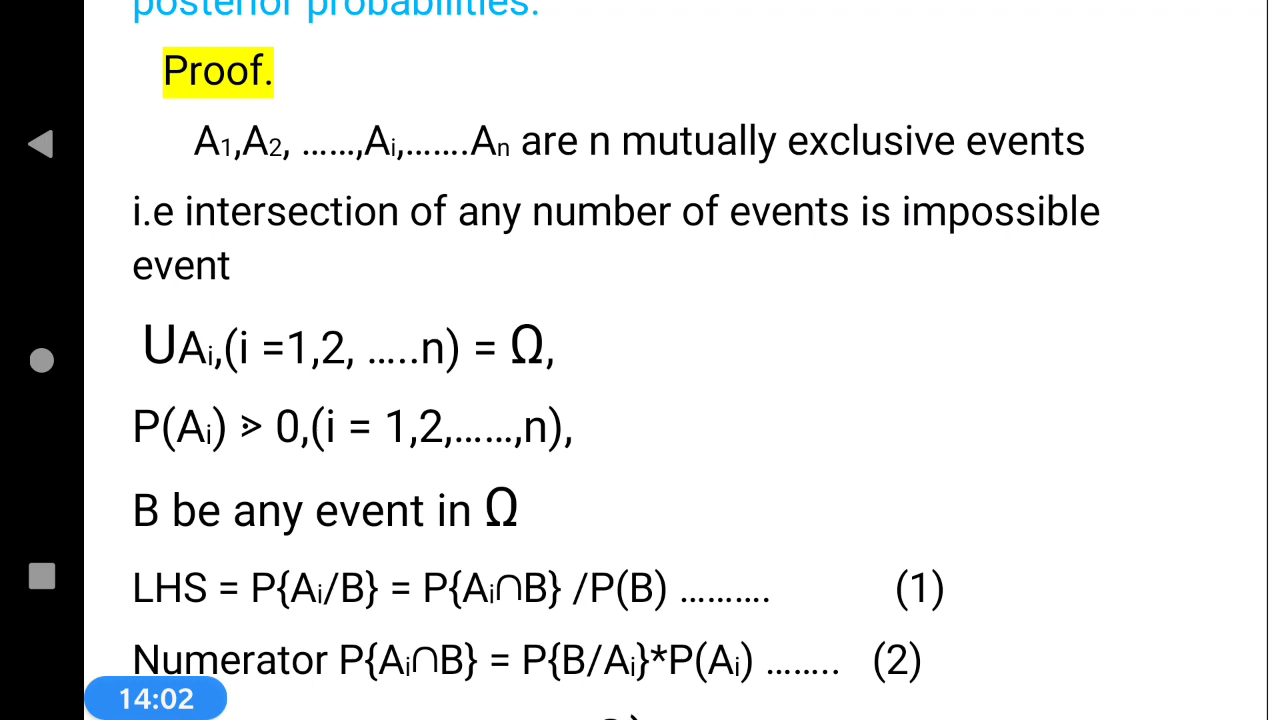 posterior probabilities.
Proof.
A₁,A₂, ......,Aᵢ,.......Aₙ are n mutually exclusive events
i.e intersection of any number of events is impossible
event
UAᵢ,(i =1,2, .....n) = Ω,
P(Aᵢ) > 0,(i = 1,2,......,n),
B be any event in Ω
LHS = P{Aᵢ/B} = P{Aᵢ∩B} /P(B) .......... (1)
Numerator P{Aᵢ∩B} = P{B/Aᵢ}*P(Aᵢ) ........ (2)
14:02